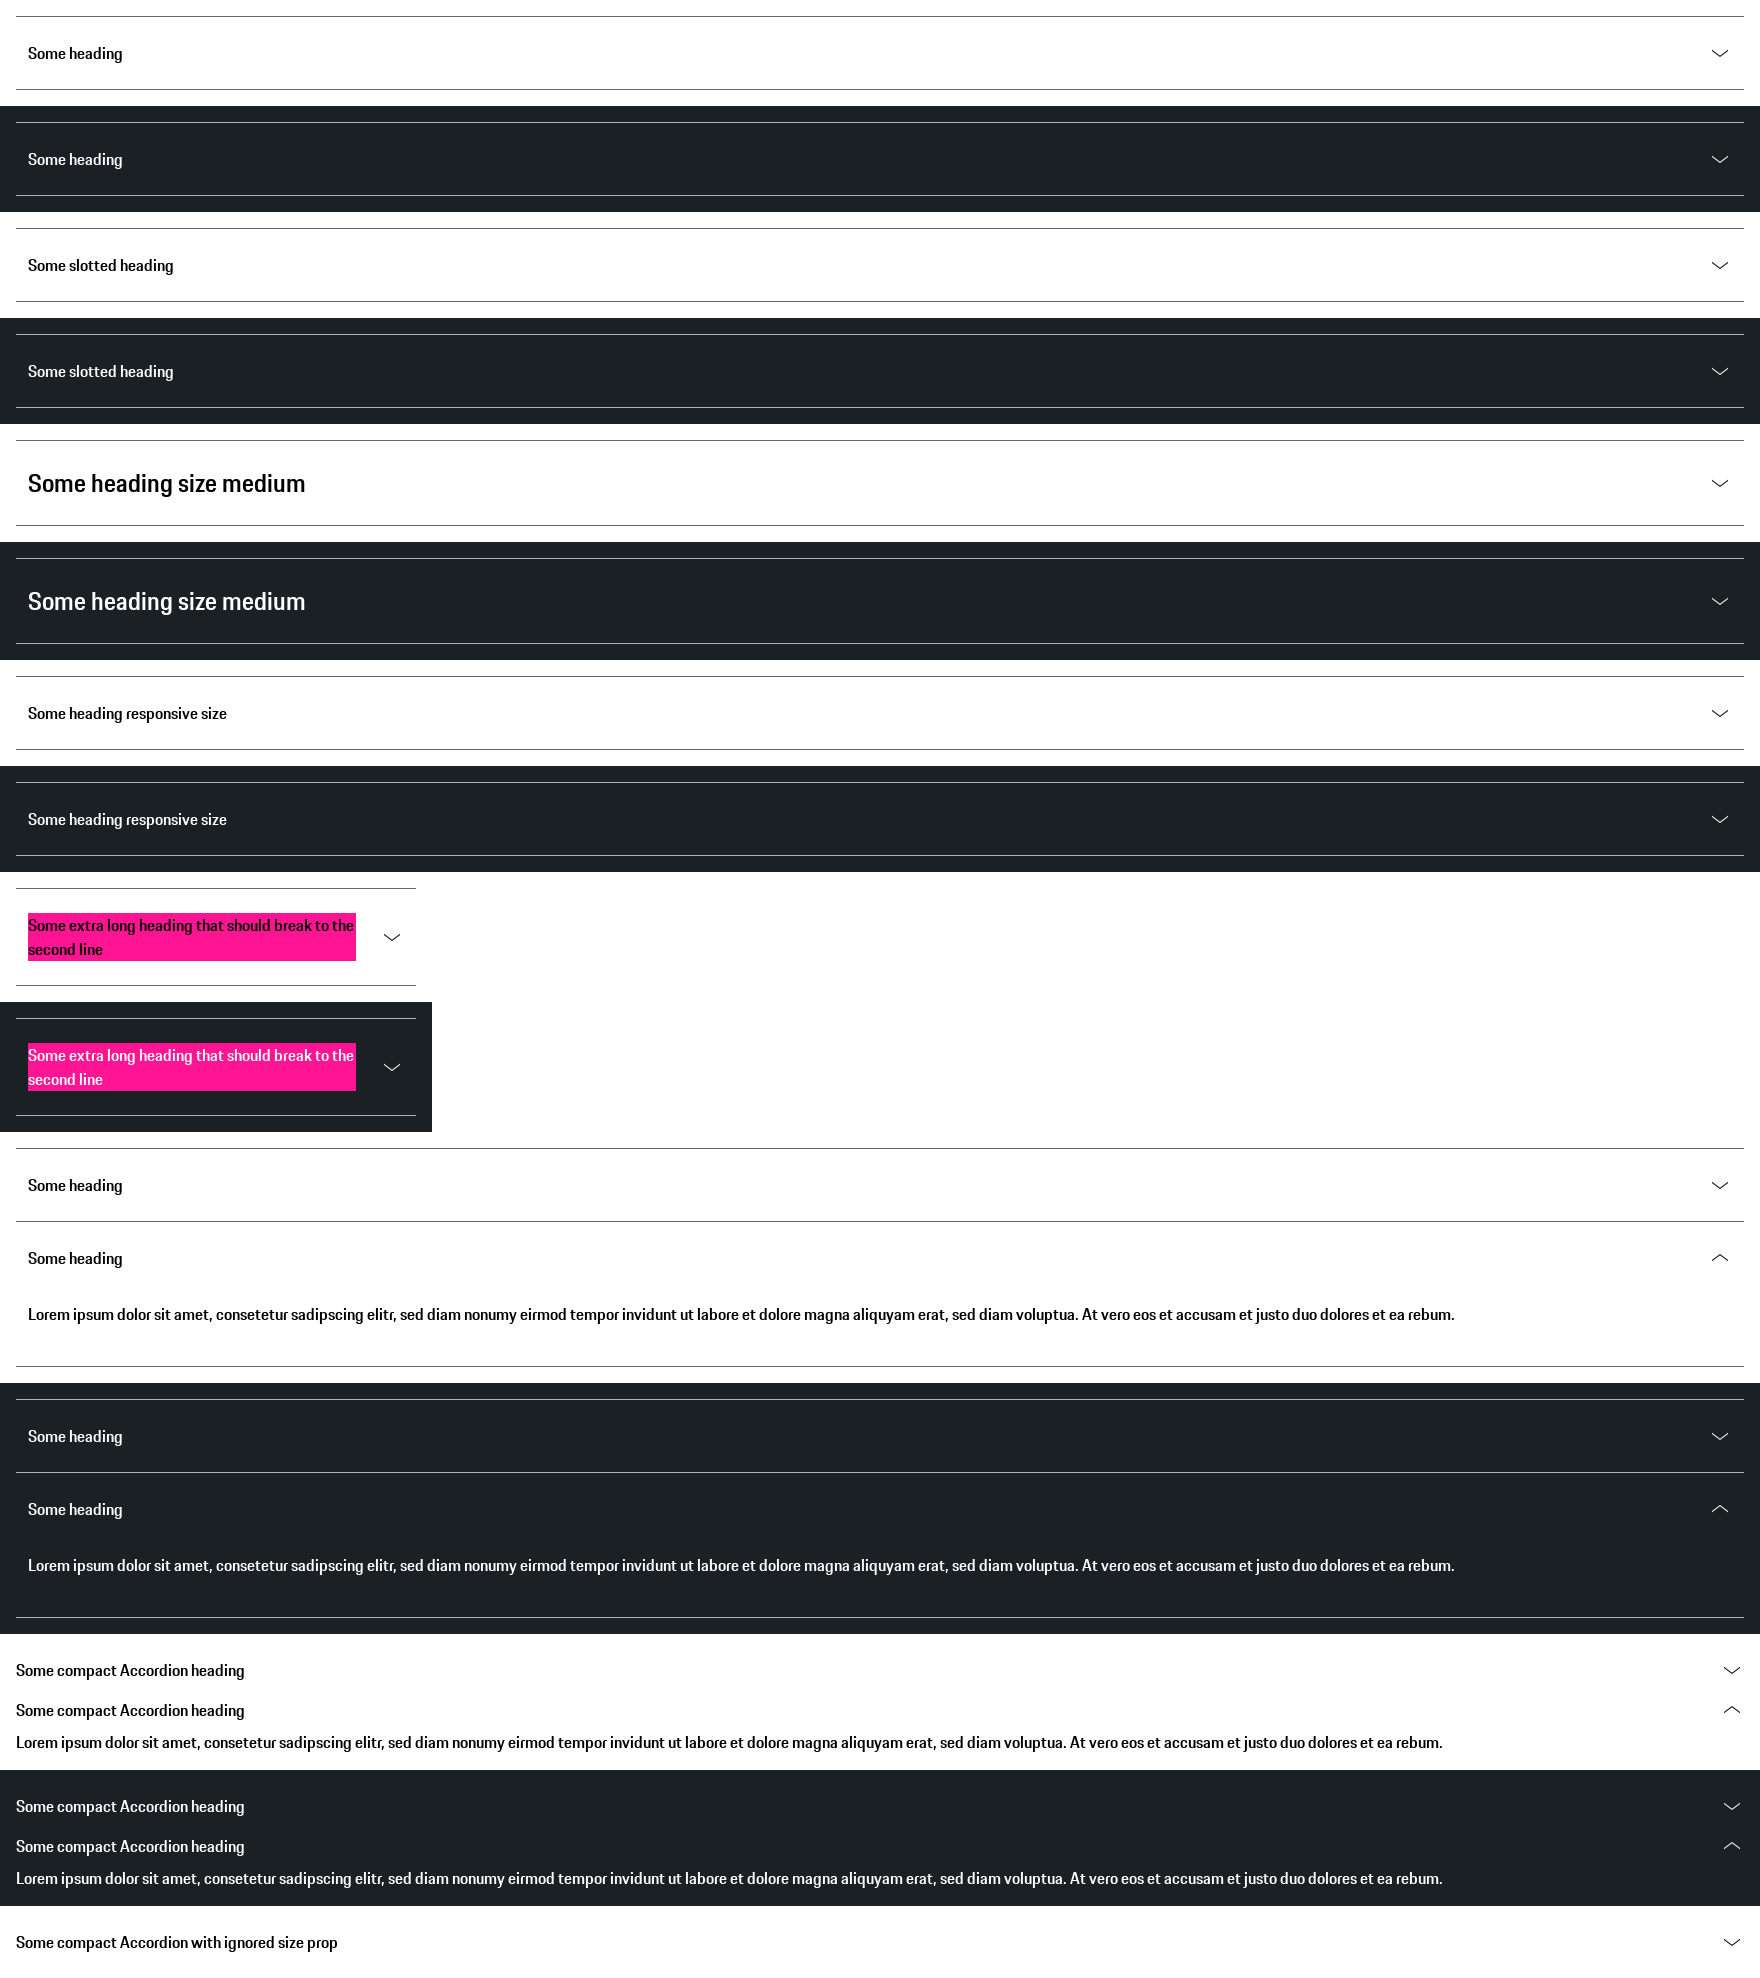 Some heading
Some heading
Some slotted heading
Some slotted heading
Some heading size medium
Some heading size medium
Some heading responsive size
Some heading responsive size
Some extra long heading that should break to the
second line
Some extra long heading that should break to the
second line
Some heading
Some heading
Lorem ipsum dolor sit amet, consetetur sadipscing elitr, sed diam nonumy eirmod tempor invidunt ut labore et dolore magna aliquyam erat, sed diam voluptua. At vero eos et accusam et justo duo dolores et ea rebum.
Some heading
Some heading
Lorem ipsum dolor sit amet, consetetur sadipscing elitr, sed diam nonumy eirmod tempor invidunt ut labore et dolore magna aliquyam erat, sed diam voluptua. At vero eos et accusam et justo duo dolores et ea rebum.
Some compact Accordion heading
Some compact Accordion heading
Lorem ipsum dolor sit amet, consetetur sadipscing elitr, sed diam nonumy eirmod tempor invidunt ut labore et dolore magna aliquyam erat, sed diam voluptua. At vero eos et accusam et justo duo dolores et ea rebum.
Some compact Accordion heading
Some compact Accordion heading
Lorem ipsum dolor sit amet, consetetur sadipscing elitr, sed diam nonumy eirmod tempor invidunt ut labore et dolore magna aliquyam erat, sed diam voluptua. At vero eos et accusam et justo duo dolores et ea rebum.
Some compact Accordion with ignored size prop